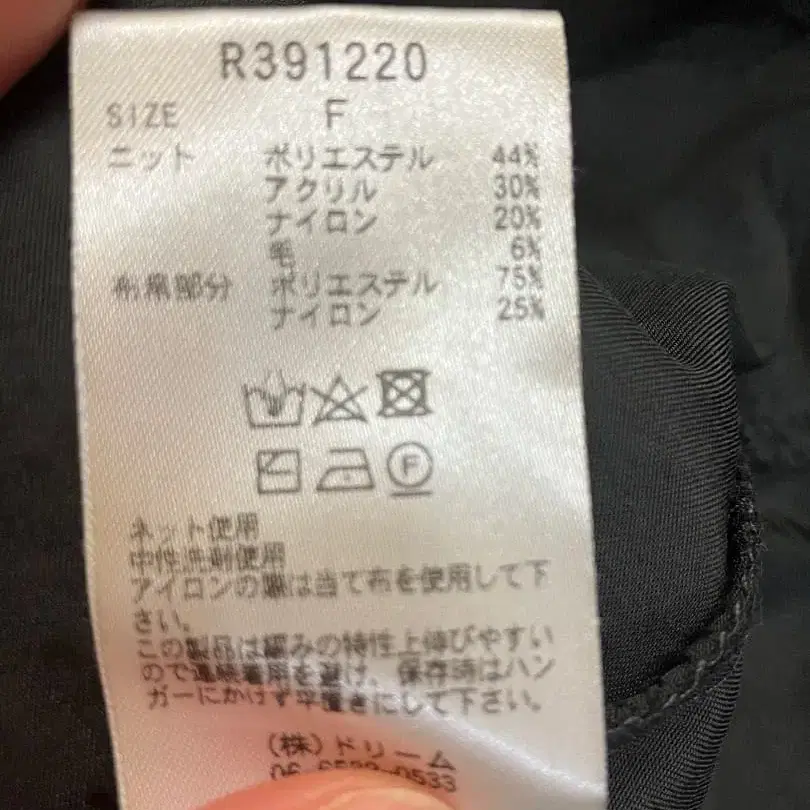 R391220
SIZE F
ニット ポリエステル 44%
アクリル 30%
ナイロン 20%
毛 6%
布帛部分 ポリエステル 75%
ナイロン 25%
F
ネット使用
中性洗剤使用
アイロンの際は当て布を使用して下
さい。
この製品は編みの特性上伸びやすい
ので連続着用を避け、保存時はハン
ガーにかけず平置きにして下さい。
(株)ドリーム